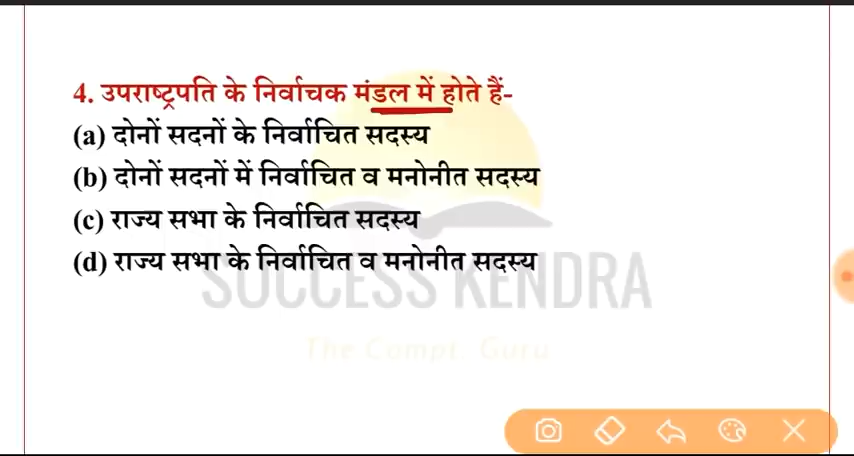 4. उपराष्ट्रपति के निर्वाचक मंडल में होते हैं-
(a) दोनों सदनों के निर्वाचित सदस्य
(b) दोनों सदनों में निर्वाचित व मनोनीत सदस्य
(c) राज्य सभा के निर्वाचित सदस्य
(d) राज्य सभा के निर्वाचित व मनोनीत सदस्य
SUCCESS KENDRA
The Compt. Guru